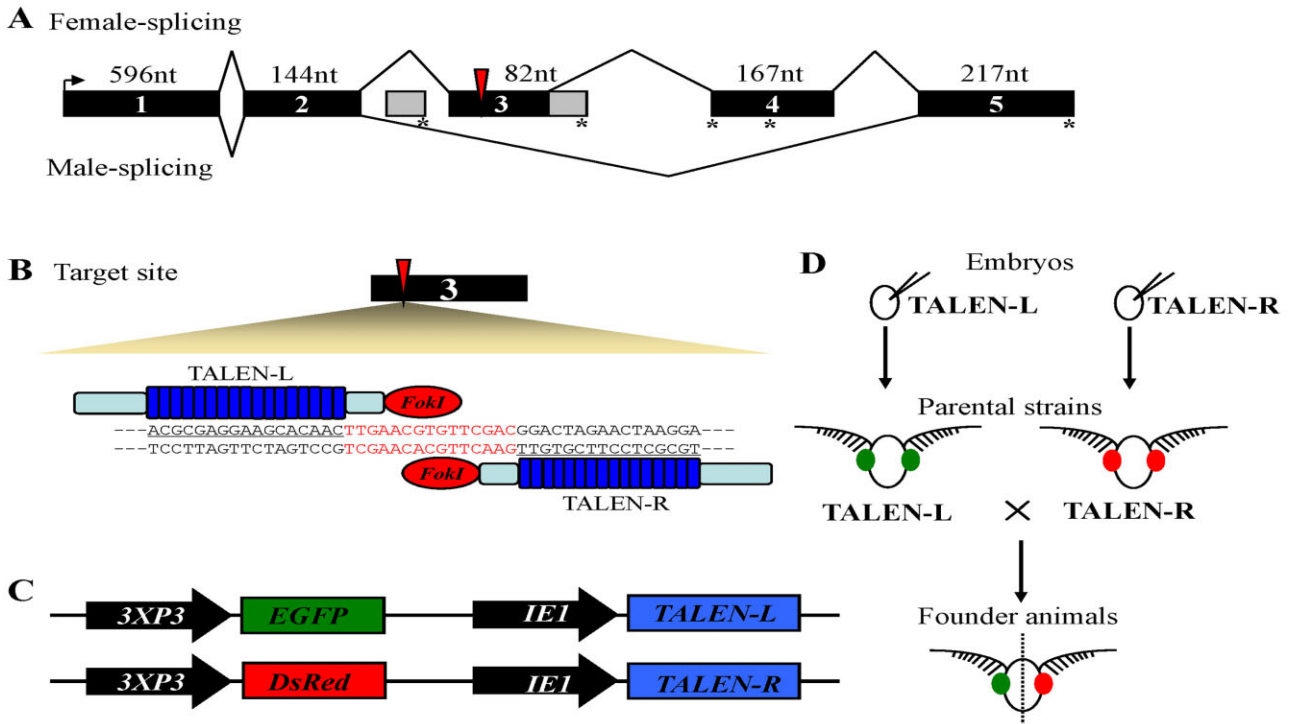 A Female-splicing
596nt 144nt 82nt 167nt 217nt
1 2 3 4 5
* * * * *
Male-splicing
B Target site
3
TALEN-L
FokI
---ACGCGAGGAAGCACAACTTGAACGTGTTCGACGGACTAGAACTAAGGA---
---TCCTTAGTTCTAGTCCGTCGAACACGTTCAAGTTGTGCTTCCTCGCGT---
FokI
TALEN-R
C
3XP3 EGFP IE1 TALEN-L
3XP3 DsRed IE1 TALEN-R
D Embryos
TALEN-L TALEN-R
Parental strains
TALEN-L X TALEN-R
Founder animals